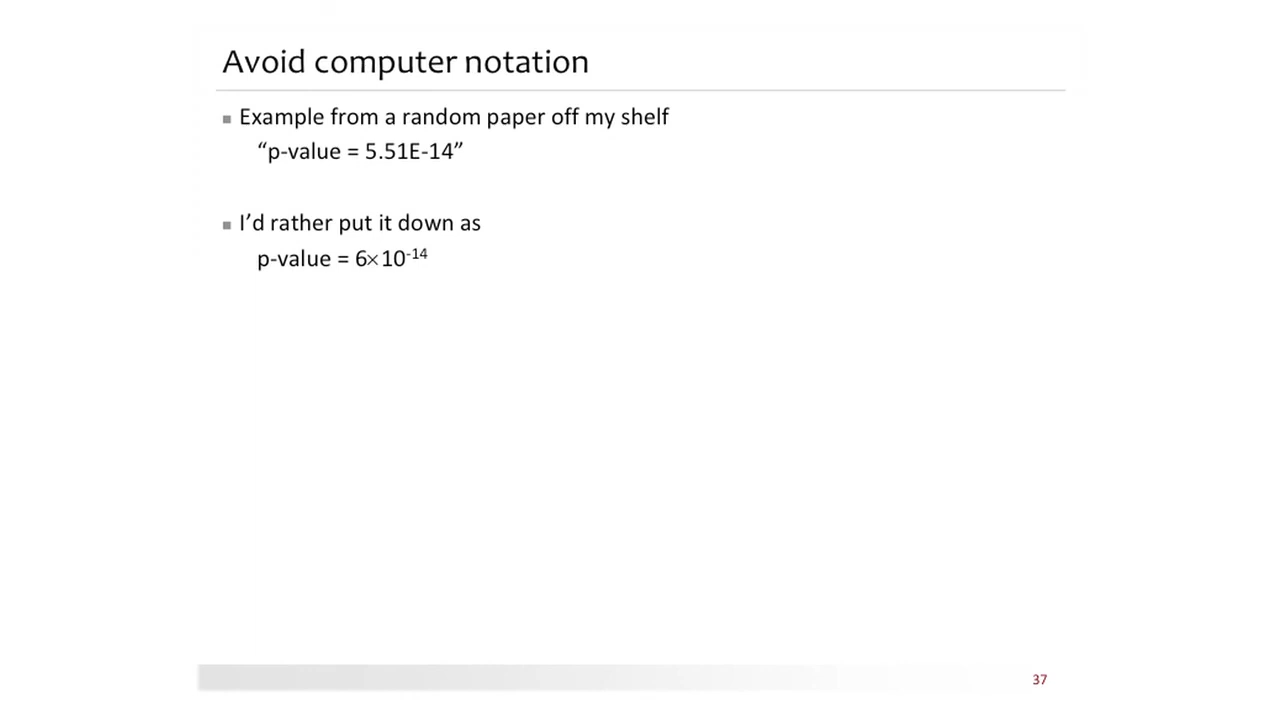 Avoid computer notation
▪ Example from a random paper off my shelf
“p-value = 5.51E-14”
▪ I’d rather put it down as
p-value = 6×10⁻¹⁴
37